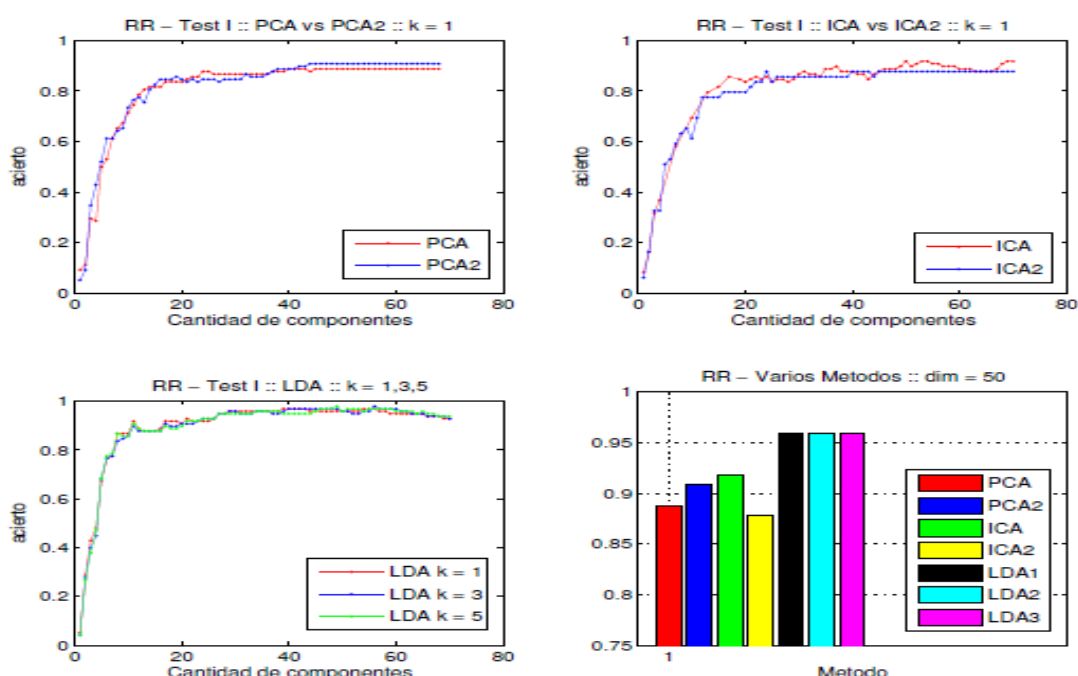 RR – Test I :: PCA vs PCA2 :: k = 1
1
0.8
0.6
0.4
0.2
0
acierto
PCA
PCA2
0
20
40
60
80
Cantidad de componentes
RR – Test I :: ICA vs ICA2 :: k = 1
1
0.8
0.6
0.4
0.2
0
acierto
ICA
ICA2
0
20
40
60
80
Cantidad de componentes
RR – Test I :: LDA :: k = 1,3,5
1
0.8
0.6
0.4
0.2
0
acierto
LDA k = 1
LDA k = 3
LDA k = 5
0
20
40
60
80
Cantidad de componentes
RR – Varios Metodos :: dim = 50
1
0.95
0.9
0.85
0.8
0.75
PCA
PCA2
ICA
ICA2
LDA1
LDA2
LDA3
1
Metodo